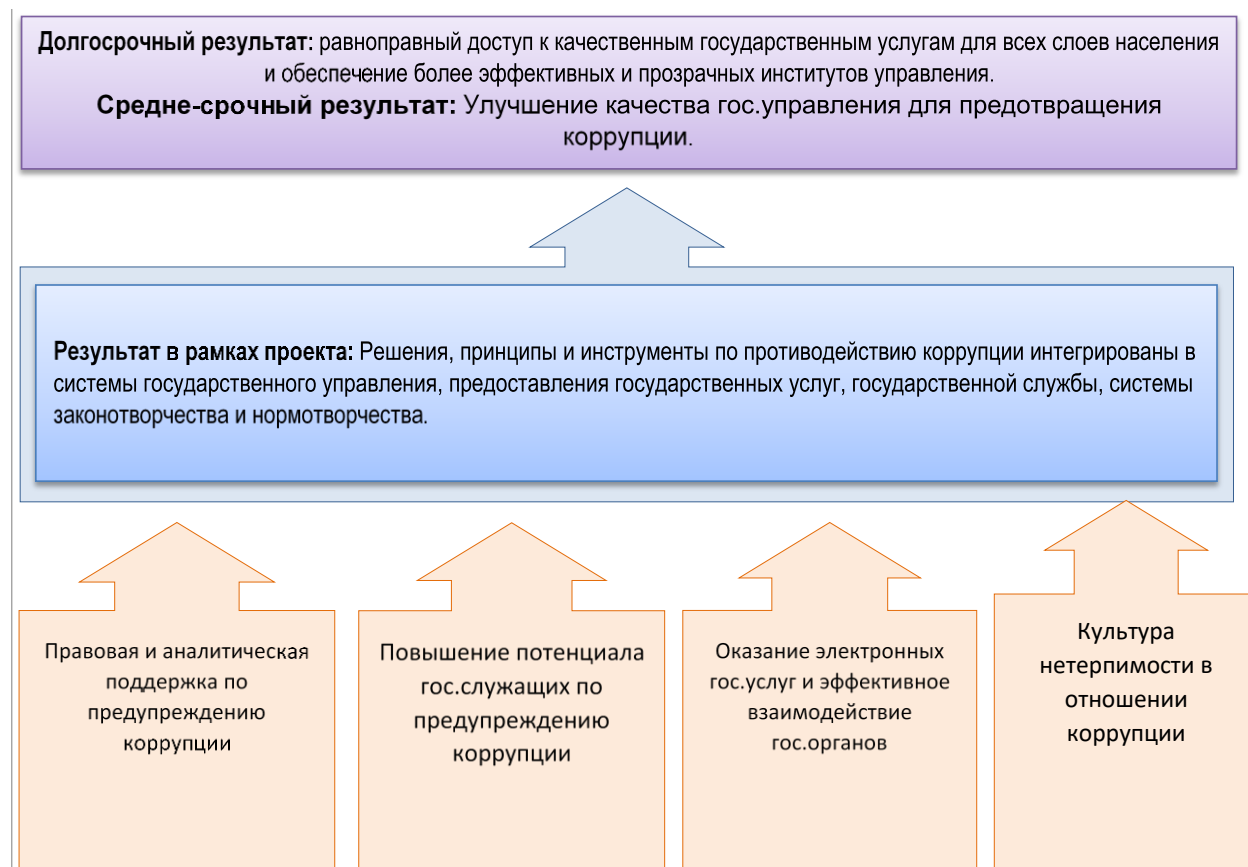 Долгосрочный результат: равноправный доступ к качественным государственным услугам для всех слоев населения
и обеспечение более эффективных и прозрачных институтов управления.
Средне-срочный результат: Улучшение качества гос.управления для предотвращения
коррупции.
Результат в рамках проекта: Решения, принципы и инструменты по противодействию коррупции интегрированы в
системы государственного управления, предоставления государственных услуг, государственной службы, системы
законотворчества и нормотворчества.
Правовая и аналитическая
поддержка по
предупреждению
коррупции
Повышение потенциала
гос.служащих по
предупреждению
коррупции
Оказание электронных
гос.услуг и эффективное
взаимодействие
гос.органов
Культура
нетерпимости в
отношении
коррупции